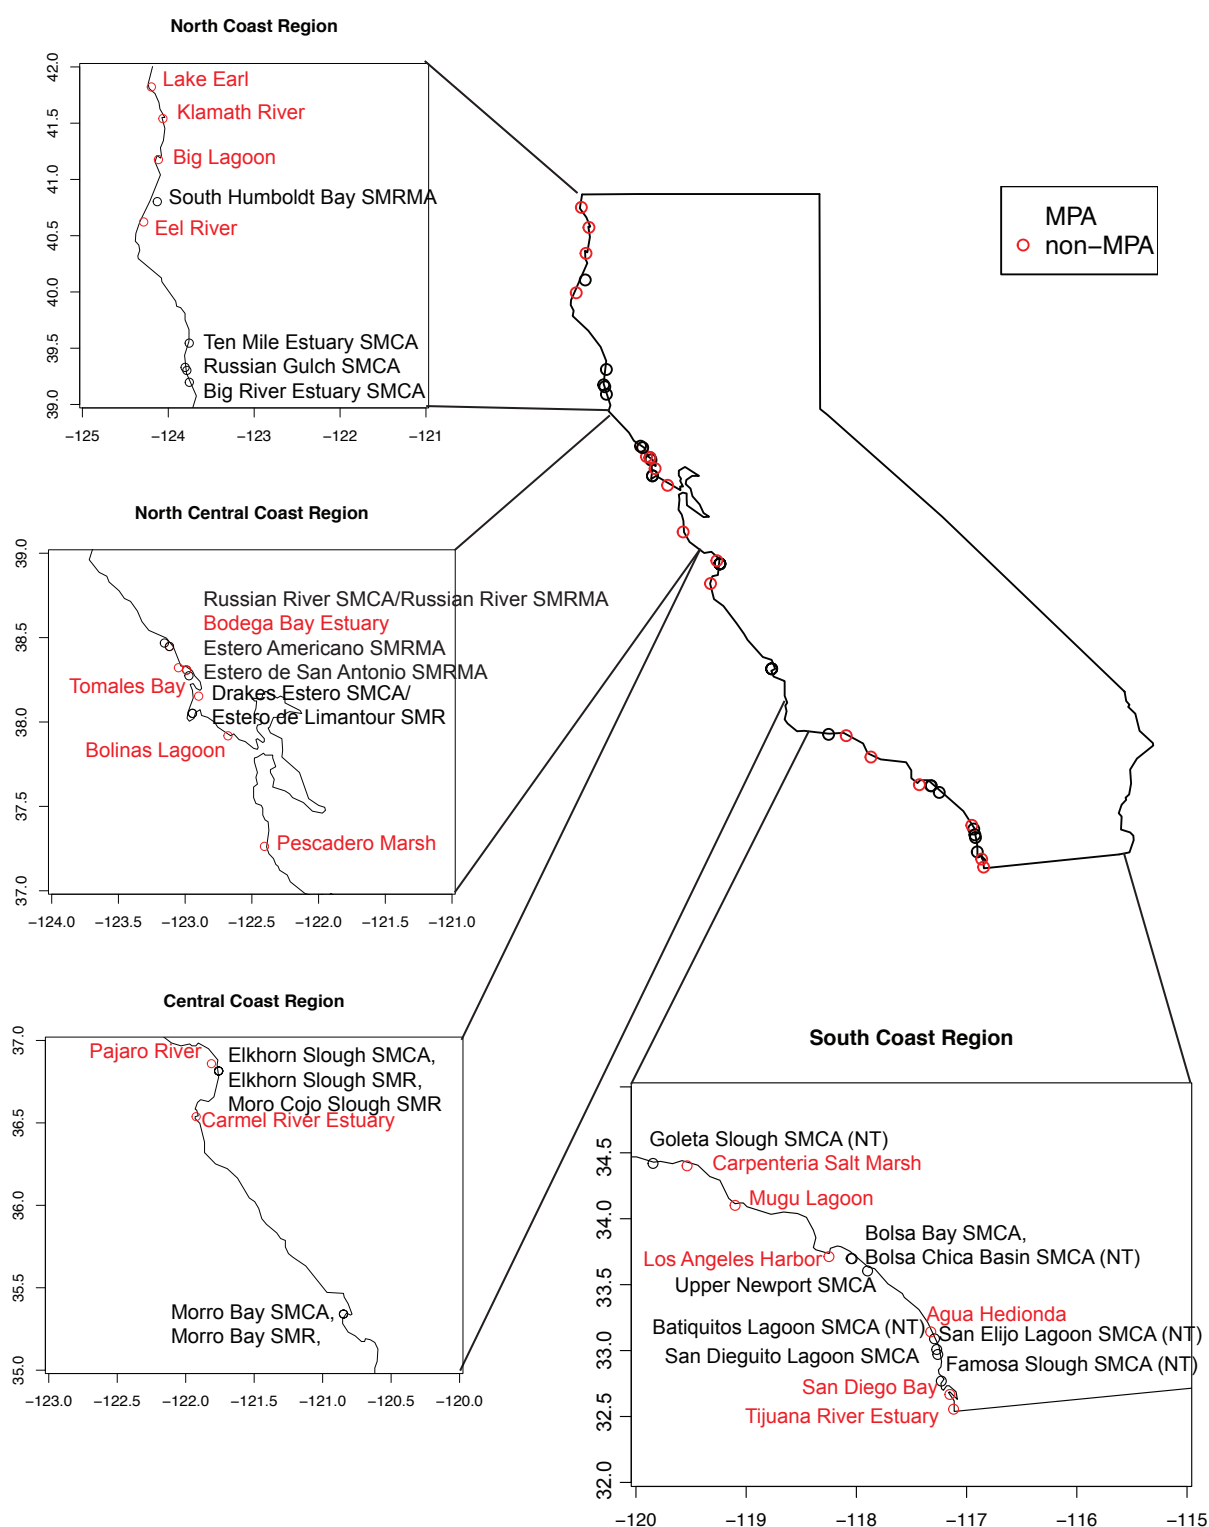 North Coast Region
42.0
41.5
41.0
40.5
40.0
39.5
39.0
Lake Earl
Klamath River
Big Lagoon
South Humboldt Bay SMRMA
Eel River
Ten Mile Estuary SMCA
Russian Gulch SMCA
Big River Estuary SMCA
−125 −124 −123 −122 −121
MPA
non−MPA
North Central Coast Region
39.0
38.5
38.0
37.5
37.0
Russian River SMCA/Russian River SMRMA
Bodega Bay Estuary
Estero Americano SMRMA
Estero de San Antonio SMRMA
Tomales Bay
Drakes Estero SMCA/
Estero de Limantour SMR
Bolinas Lagoon
Pescadero Marsh
−124.0 −123.5 −123.0 −122.5 −122.0 −121.5 −121.0
Central Coast Region
37.0
36.5
36.0
35.5
35.0
Pajaro River
Elkhorn Slough SMCA,
Elkhorn Slough SMR,
Moro Cojo Slough SMR
Carmel River Estuary
Morro Bay SMCA,
Morro Bay SMR,
−123.0 −122.5 −122.0 −121.5 −121.0 −120.5 −120.0
South Coast Region
34.5
34.0
33.5
33.0
32.5
32.0
Goleta Slough SMCA (NT)
Carpenteria Salt Marsh
Mugu Lagoon
Bolsa Bay SMCA,
Los Angeles Harbor
Bolsa Chica Basin SMCA (NT)
Upper Newport SMCA
Agua Hedionda
Batiquitos Lagoon SMCA (NT)
San Elijo Lagoon SMCA (NT)
San Dieguito Lagoon SMCA
Famosa Slough SMCA (NT)
San Diego Bay
Tijuana River Estuary
−120 −119 −118 −117 −116 −115